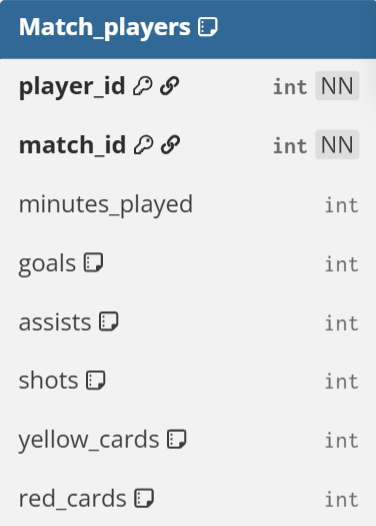 Match_players
player_id int NN
match_id int NN
minutes_played int
goals int
assists int
shots int
yellow_cards int
red_cards int